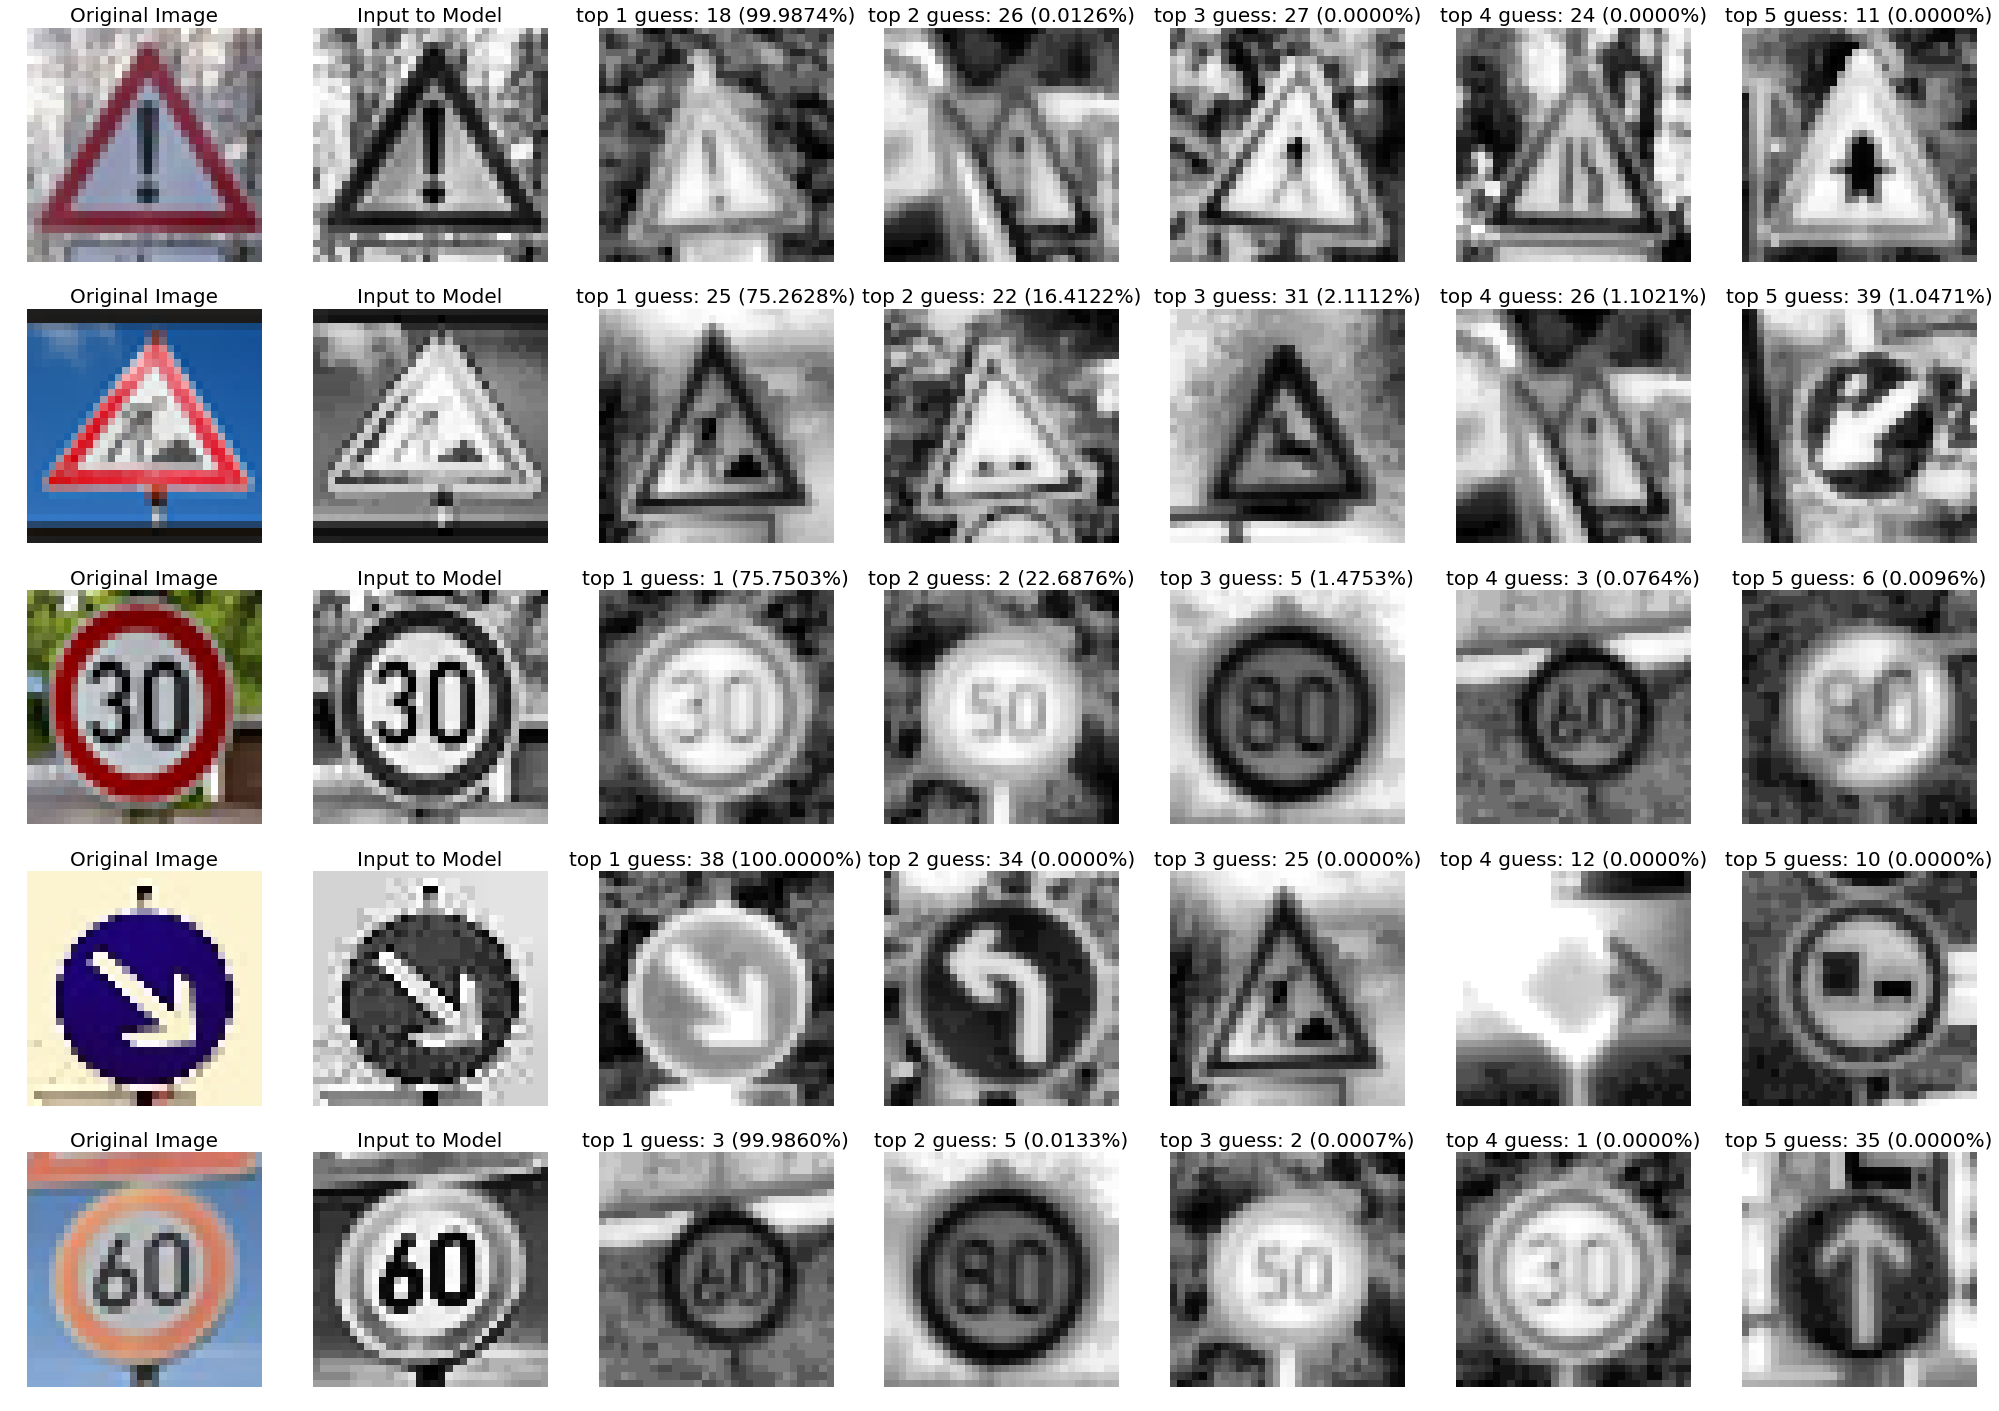 Original Image Input to Model top 1 guess: 18 (99.9874%) top 2 guess: 26 (0.0126%) top 3 guess: 27 (0.0000%) top 4 guess: 24 (0.0000%) top 5 guess: 11 (0.0000%)
Original Image Input to Model top 1 guess: 25 (75.2628%) top 2 guess: 22 (16.4122%) top 3 guess: 31 (2.1112%) top 4 guess: 26 (1.1021%) top 5 guess: 39 (1.0471%)
Original Image Input to Model top 1 guess: 1 (75.7503%) top 2 guess: 2 (22.6876%) top 3 guess: 5 (1.4753%) top 4 guess: 3 (0.0764%) top 5 guess: 6 (0.0096%)
30 30 30 50 80 60 80
Original Image Input to Model top 1 guess: 38 (100.0000%) top 2 guess: 34 (0.0000%) top 3 guess: 25 (0.0000%) top 4 guess: 12 (0.0000%) top 5 guess: 10 (0.0000%)
Original Image Input to Model top 1 guess: 3 (99.9860%) top 2 guess: 5 (0.0133%) top 3 guess: 2 (0.0007%) top 4 guess: 1 (0.0000%) top 5 guess: 35 (0.0000%)
60 60 60 80 50 30